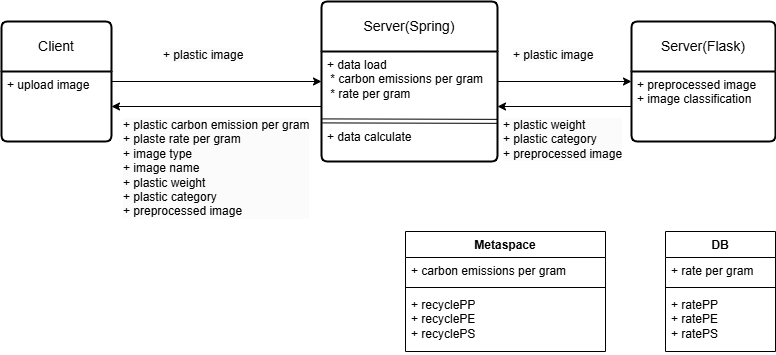 Client
+ upload image
+ plastic image
Server(Spring)
+ data load
* carbon emissions per gram
* rate per gram
+ data calculate
+ plastic image
Server(Flask)
+ preprocessed image
+ image classification
+ plastic carbon emission per gram
+ plaste rate per gram
+ image type
+ image name
+ plastic weight
+ plastic category
+ preprocessed image
+ plastic weight
+ plastic category
+ preprocessed image
Metaspace
+ carbon emissions per gram
+ recyclePP
+ recyclePE
+ recyclePS
DB
+ rate per gram
+ ratePP
+ ratePE
+ ratePS